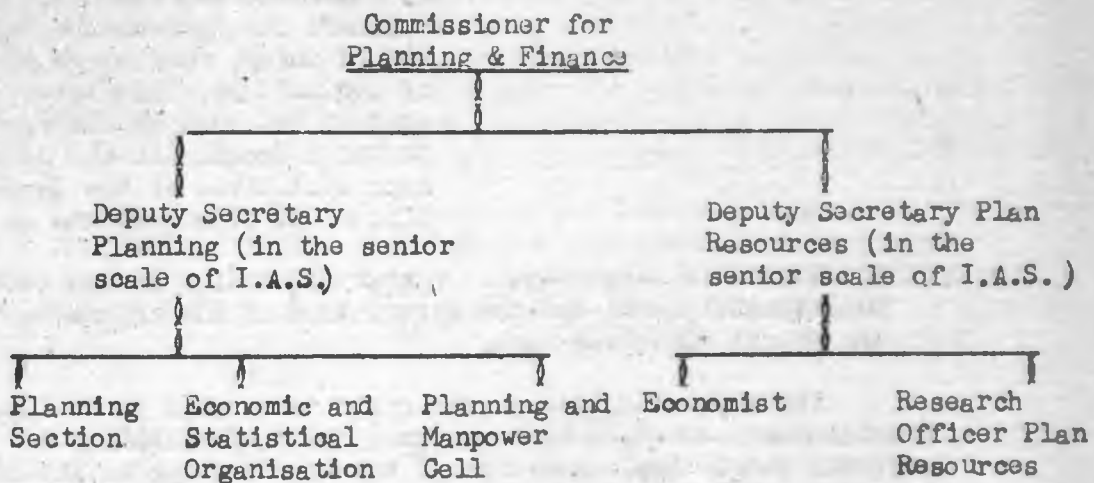 Commissioner for
Planning & Finance
Deputy Secretary
Planning (in the senior
scale of I.A.S.)
Deputy Secretary Plan
Resources (in the
senior scale of I.A.S.)
Planning
Section
Economic and
Statistical
Organisation
Planning and
Manpower
Cell
Economist
Research
Officer Plan
Resources